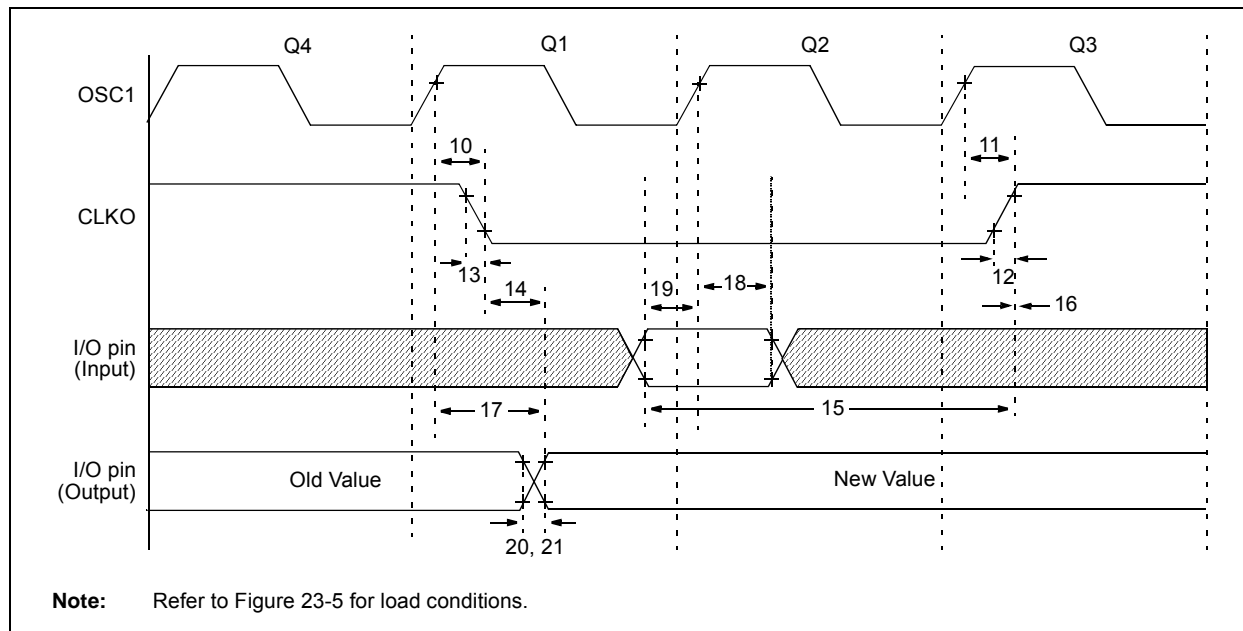 Q4
Q1
Q2
Q3
OSC1
10
11
CLKO
13
14
19
18
12
16
I/O pin
(Input)
17
15
I/O pin
(Output)
Old Value
New Value
20, 21
Note: Refer to Figure 23-5 for load conditions.